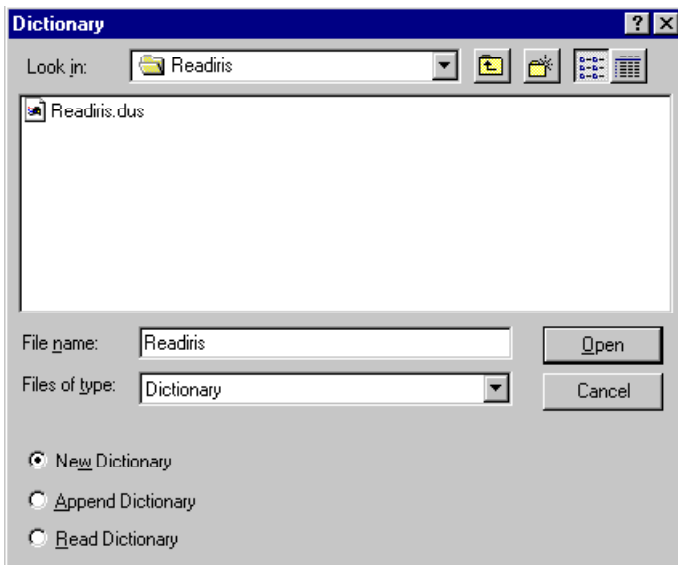 Dictionary
Look in: Readiris
Readiris.dus
File name: Readiris Open
Files of type: Dictionary Cancel
New Dictionary
Append Dictionary
Read Dictionary